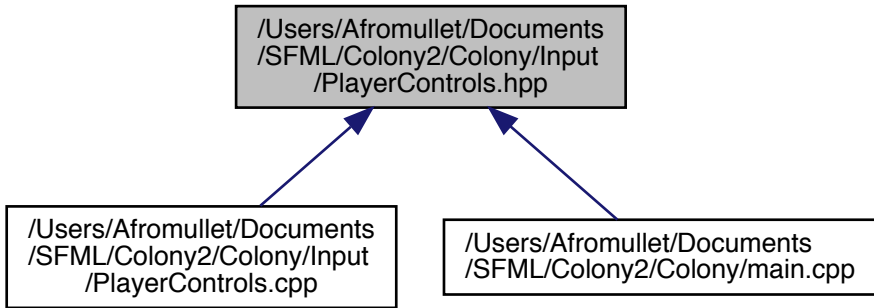 /Users/Afromullet/Documents
/SFML/Colony2/Colony/Input
/PlayerControls.hpp
/Users/Afromullet/Documents
/SFML/Colony2/Colony/Input
/PlayerControls.cpp
/Users/Afromullet/Documents
/SFML/Colony2/Colony/main.cpp